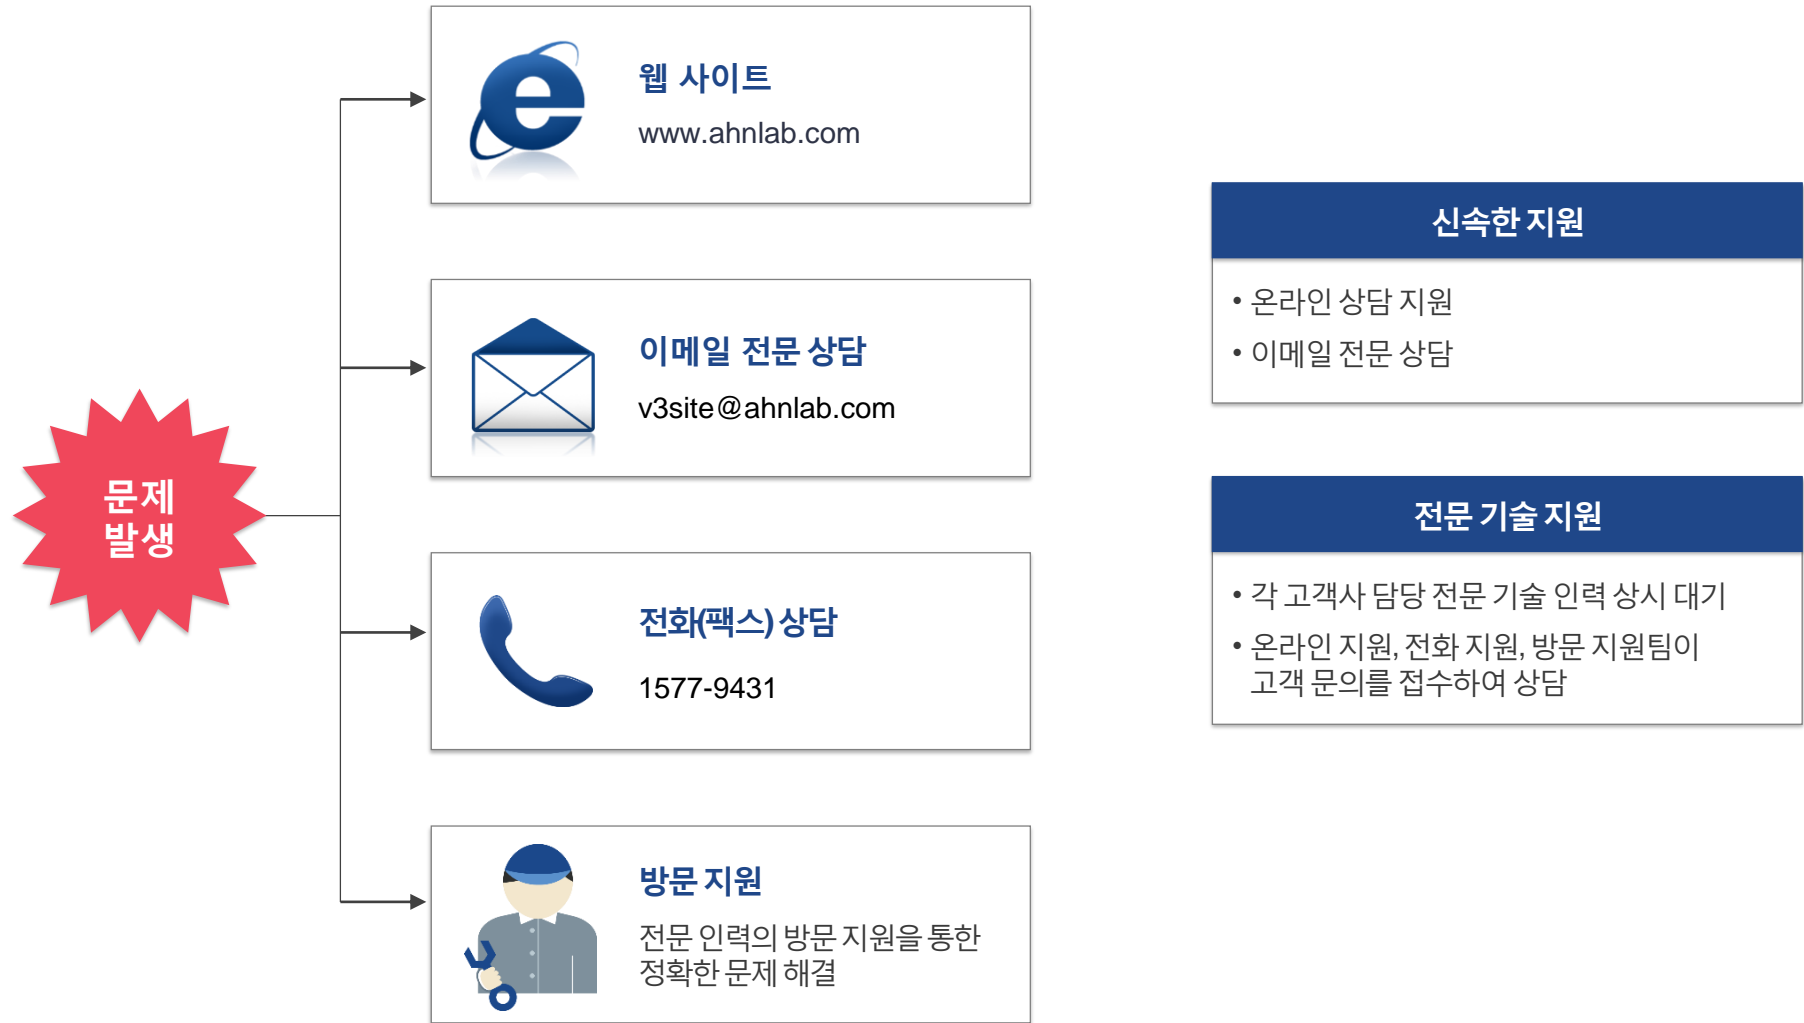 문제
발생
웹 사이트
www.ahnlab.com
이메일 전문 상담
v3site@ahnlab.com
전화(팩스) 상담
1577-9431
방문 지원
전문 인력의 방문 지원을 통한
정확한 문제 해결
신속한 지원
• 온라인 상담 지원
• 이메일 전문 상담
전문 기술 지원
• 각 고객사 담당 전문 기술 인력 상시 대기
• 온라인 지원, 전화 지원, 방문 지원팀이
고객 문의를 접수하여 상담